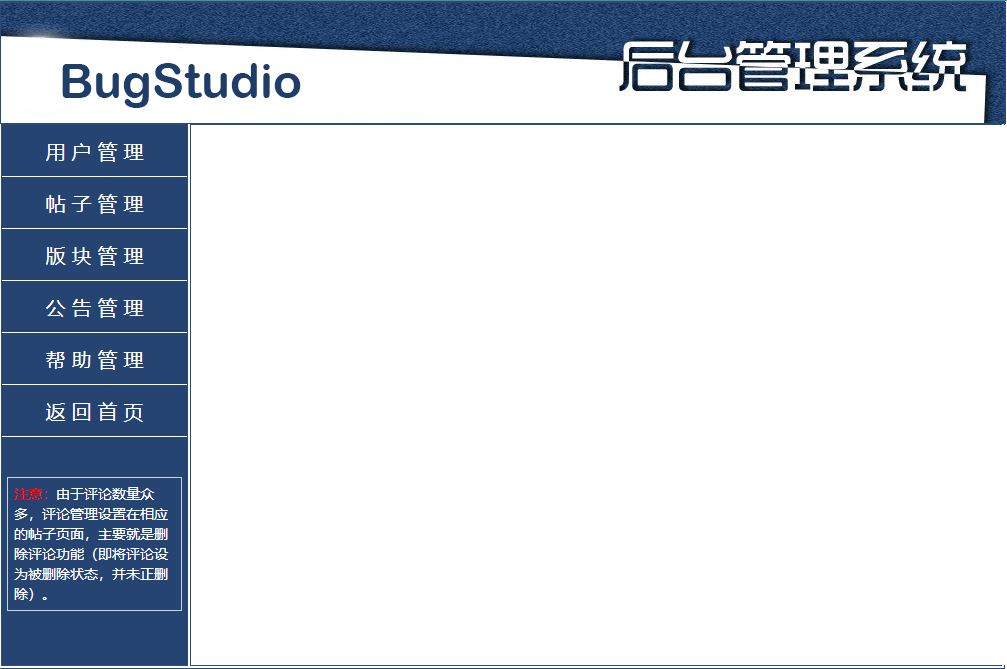 BugStudio
后台管理系统
用户管理
帖子管理
版块管理
公告管理
帮助管理
返回首页
注意：由于评论数量众
多，评论管理设置在相应
的帖子页面，主要就是删
除评论功能（即将评论设
为被删除状态，并未正删
除）。